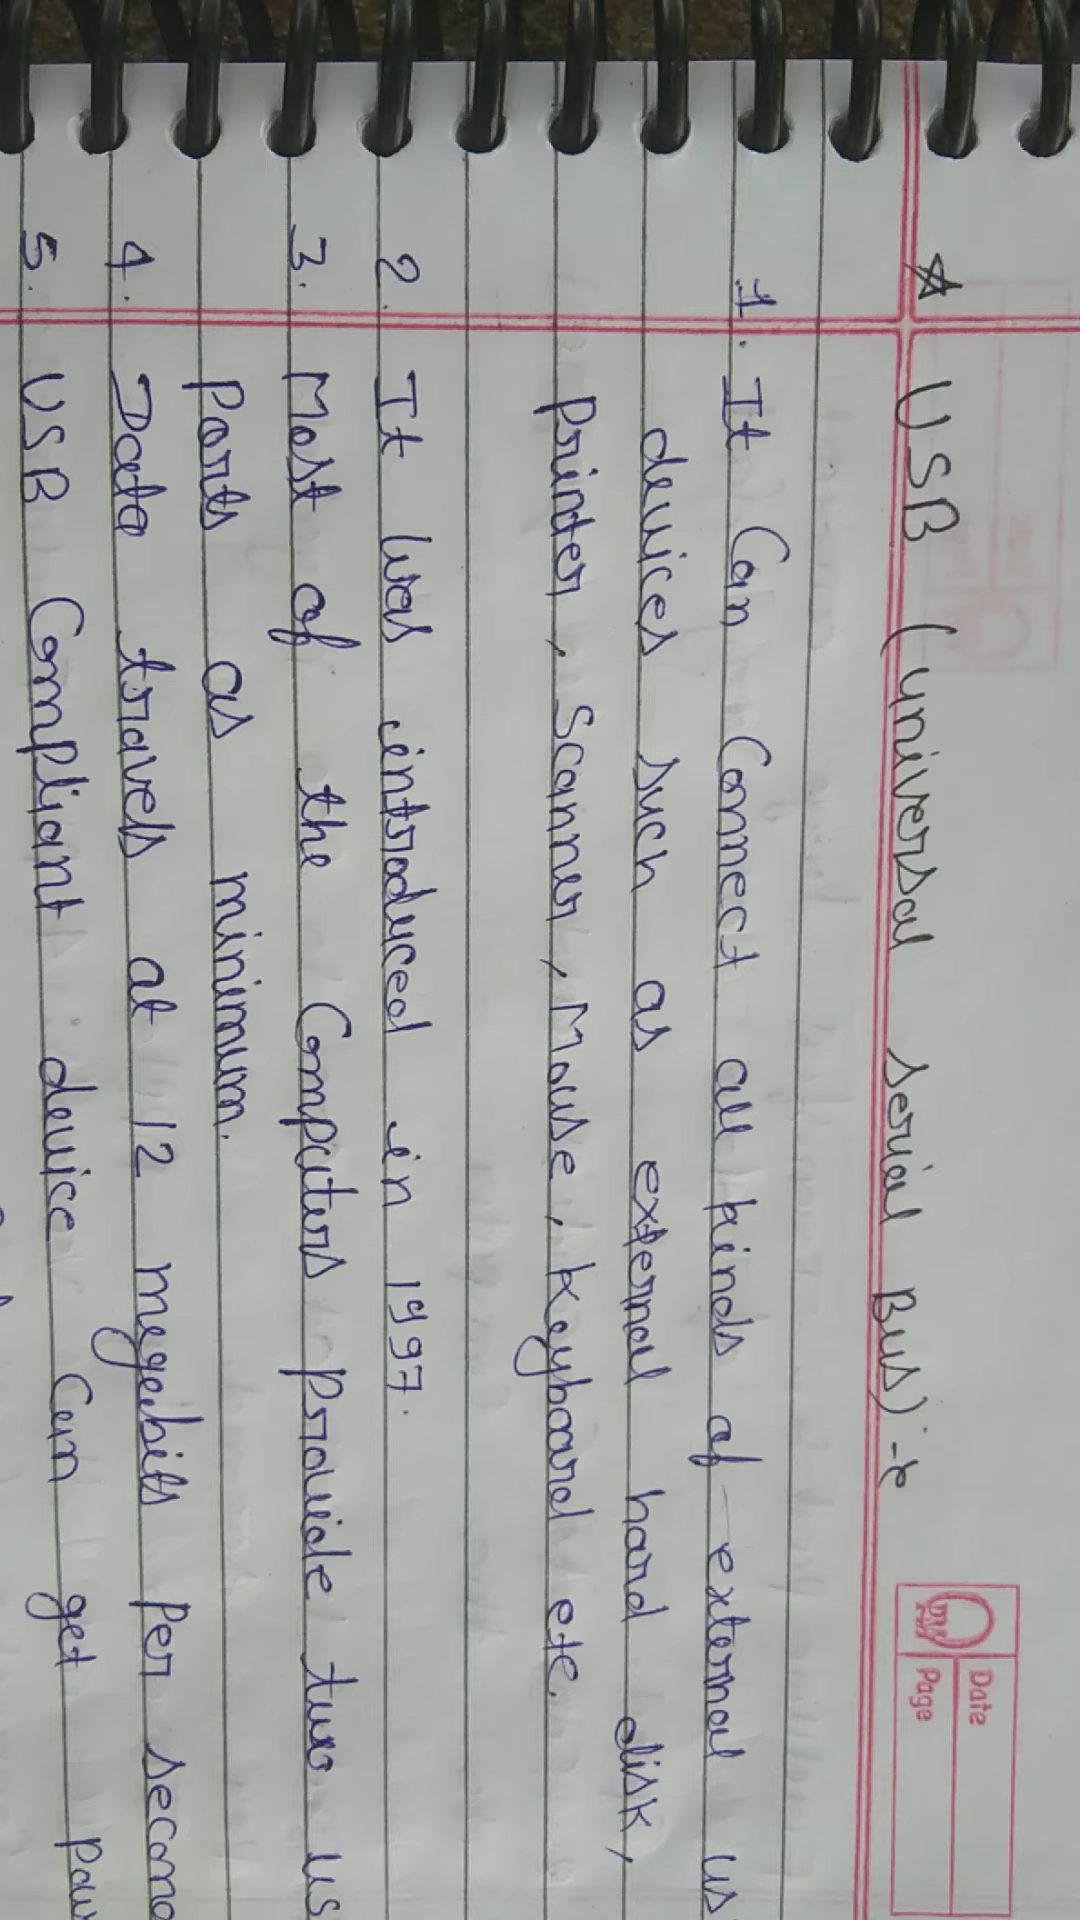 Date
Page
☆ USB (universal serial Bus) :-
1. It Can Connect all kinds of external us
devices such as external hard disk,
Printer, Scanner, Mouse, Keyboard etc.
2. It was introduced in 1997.
3. Most of the Computers Provide two us
Ports as minimum.
4. Data travels at 12 megabits Per secon
5. USB Compliant device Can get Pow